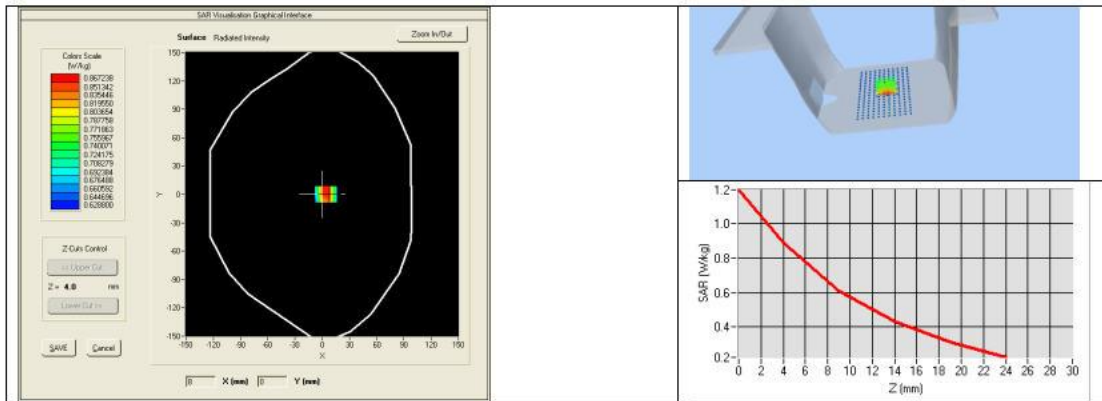 SAR Visualisation Graphical Interface
Surface Radiated Intensity
Zoom In/Out
Colors Scale
(W/kg)
0.867238
0.851342
0.835446
0.819550
0.803654
0.787758
0.771863
0.755967
0.740071
0.724175
0.708279
0.692384
0.676488
0.660592
0.644696
0.628800
Z-Cuts Control
<< Upper Cut
Z = 4.0 mm
Lower Cut >>
SAVE Cancel
Y
150
120
90
60
30
0
-30
-60
-90
-120
-150
-150 -120 -90 -60 -30 0 30 60 90 120 150
X
0 X (mm) 0 Y (mm)
SAR (W/kg)
1.2
1.0
0.8
0.6
0.4
0.2
0 2 4 6 8 10 12 14 16 18 20 22 24 26 28 30
Z (mm)